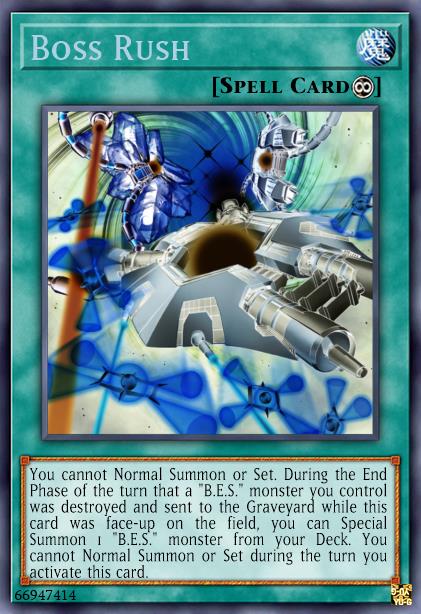 Boss Rush
魔
[Spell Card∞]
You cannot Normal Summon or Set. During the End
Phase of the turn that a "B.E.S." monster you control
was destroyed and sent to the Graveyard while this
card was face-up on the field, you can Special
Summon 1 "B.E.S." monster from your Deck. You
cannot Normal Summon or Set during the turn you
activate this card.
66947414